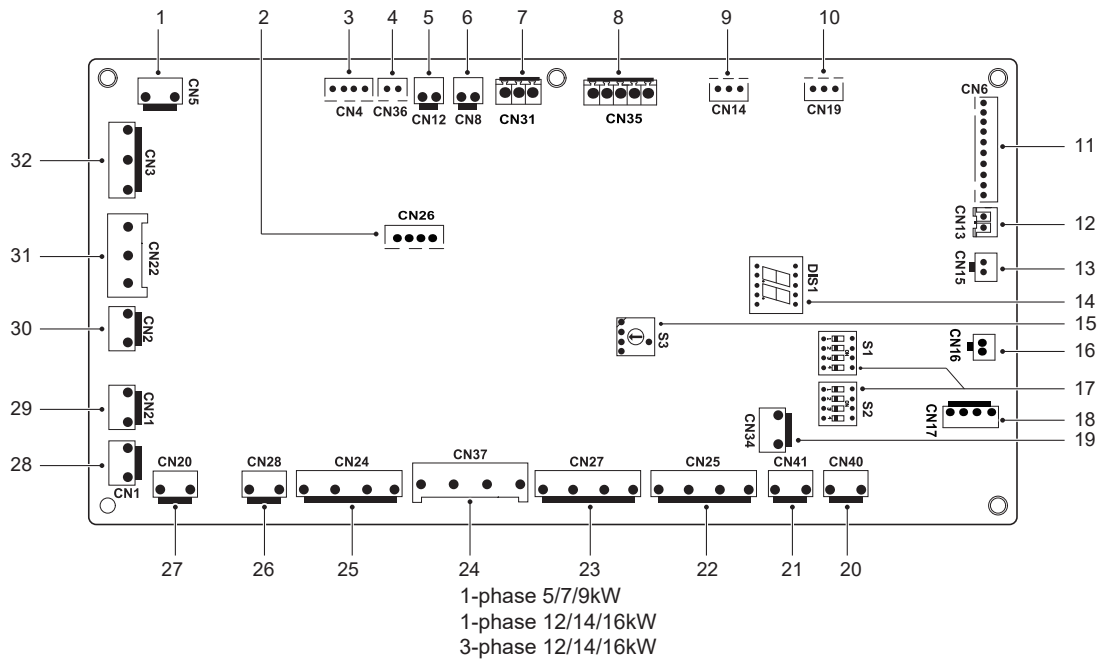 1 2 3 4 5 6 7 8 9 10
CN5
CN4
CN36
CN12
CN8
CN31
CN35
CN14
CN19
CN6
32
CN3
11
CN26
CN13
12
31
CN22
CN15
13
DIS1
14
30
CN2
S3
15
S1
CN16
16
29
CN21
S2
17
CN17
18
CN34
19
28
CN1
CN20
CN28
CN24
CN37
CN27
CN25
CN41
CN40
27 26 25 24 23 22 21 20
1-phase 5/7/9kW
1-phase 12/14/16kW
3-phase 12/14/16kW